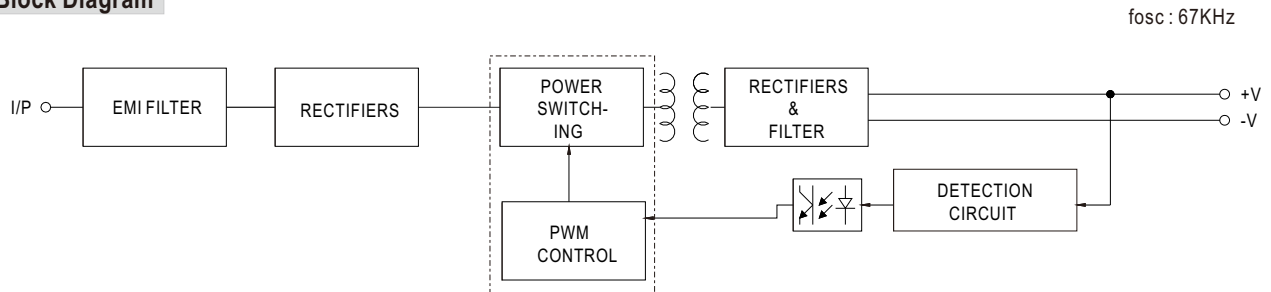 Block Diagram
fosc : 67KHz
I/P
EMI FILTER
RECTIFIERS
POWER
SWITCH-
ING
RECTIFIERS
&
FILTER
+V
-V
DETECTION
CIRCUIT
PWM
CONTROL